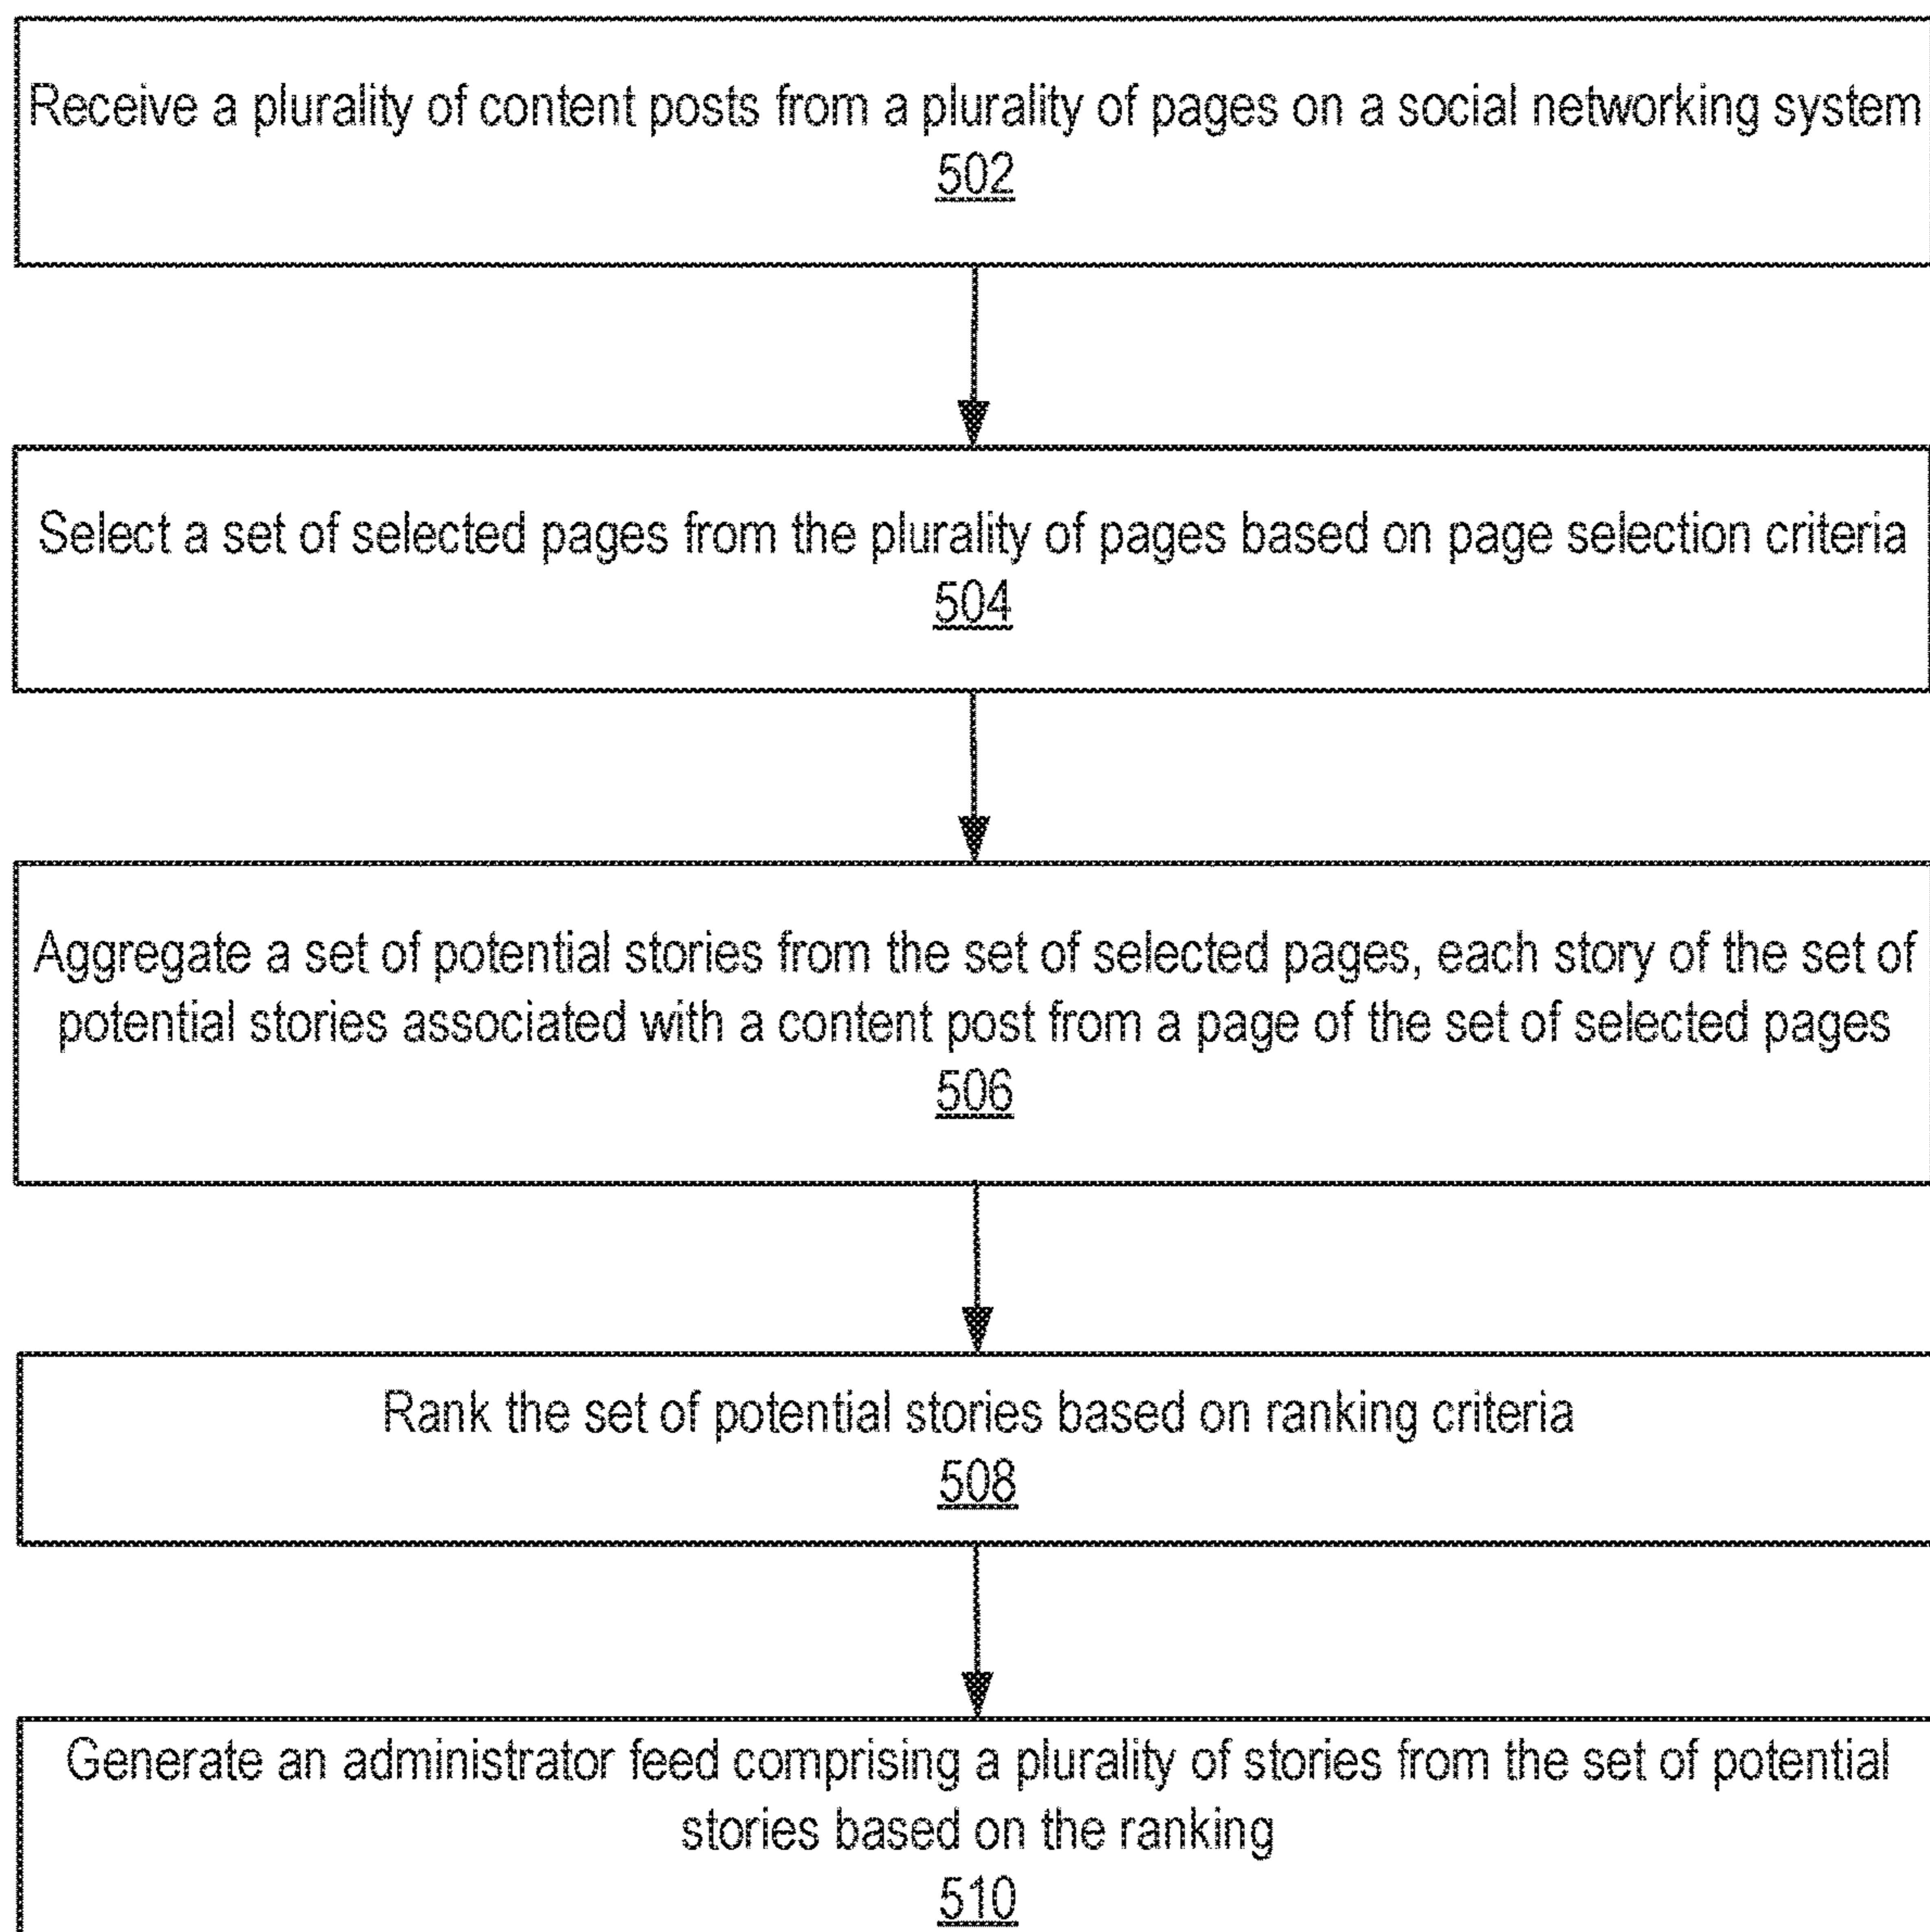 Receive a plurality of content posts from a plurality of pages on a social networking system
502
Select a set of selected pages from the plurality of pages based on page selection criteria
504
Aggregate a set of potential stories from the set of selected pages, each story of the set of
potential stories associated with a content post from a page of the set of selected pages
506
Rank the set of potential stories based on ranking criteria
508
Generate an administrator feed comprising a plurality of stories from the set of potential
stories based on the ranking
510